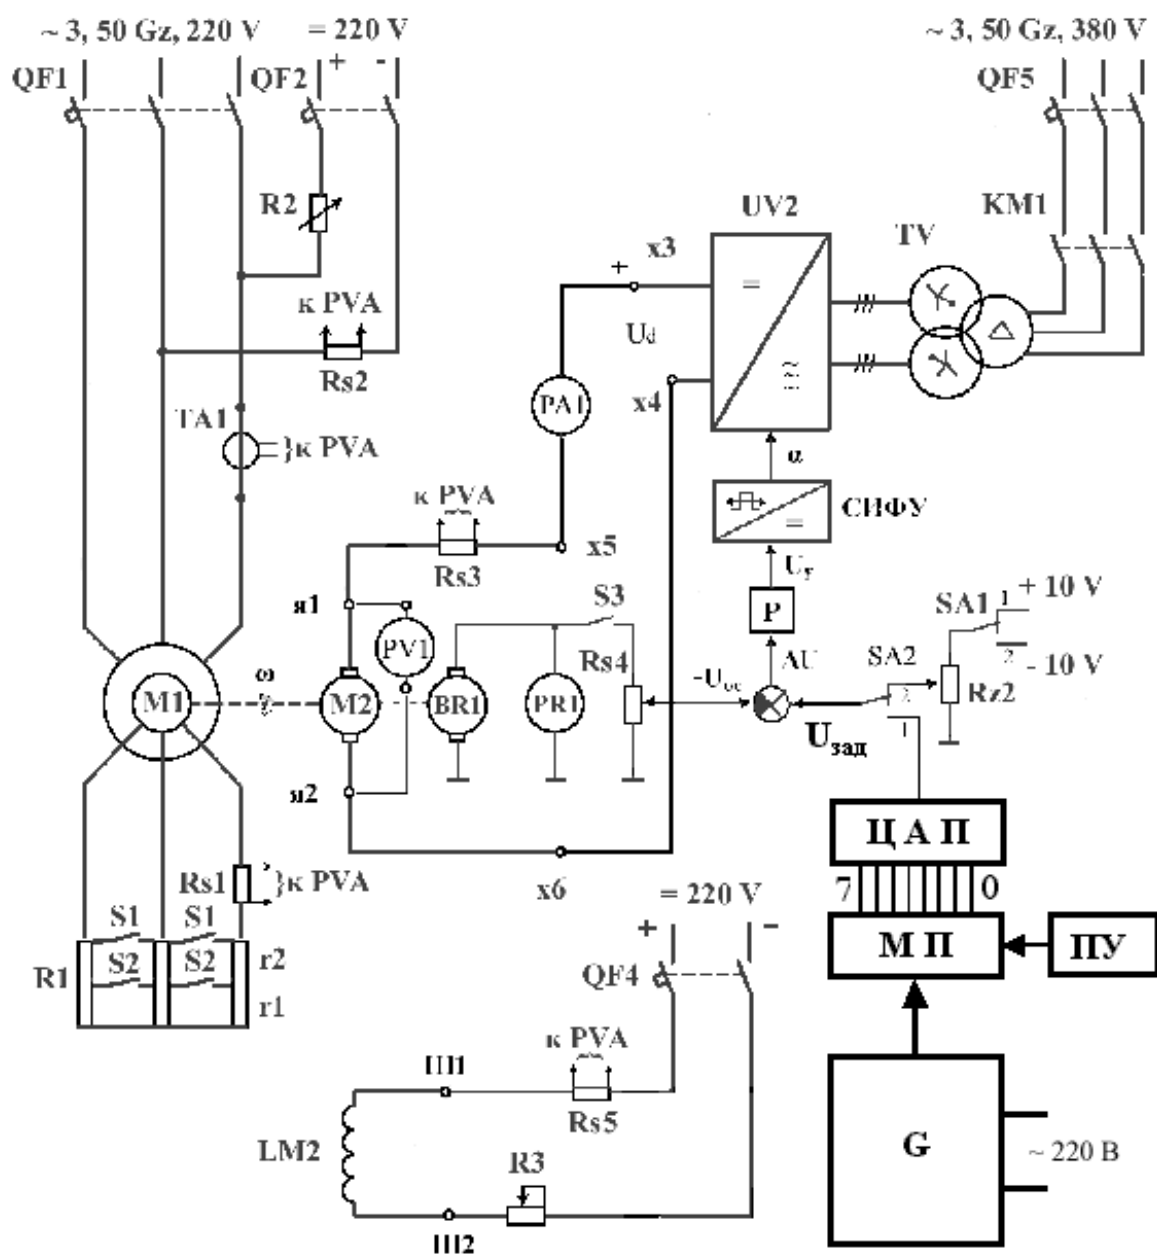 ~ 3, 50 Gz, 220 V
= 220 V
~ 3, 50 Gz, 380 V
QF1
QF2
+
-
QF5
R2
UV2
KM1
TV
x3
+
=
к PVA
Ud
Δ
Rs2
x4
≈
PA1
TA1
}к PVA
α
к PVA
СИФУ
=
x5
Rs3
Uу
S3
я1
P
SA1
1
+ 10 V
PV1
Rs4
ΔU
SA2
2
- 10 V
ω
-Uос
2
Rz2
M1
M2
BR1
PR1
Uзад
1
я2
Ц А П
Rs1
}к PVA
x6
= 220 V
7
0
S1
S1
+
-
М П
ПУ
R1
S2
S2
r2
QF4
r1
к PVA
Ш1
Rs5
LM2
R3
G
~ 220 В
Ш2